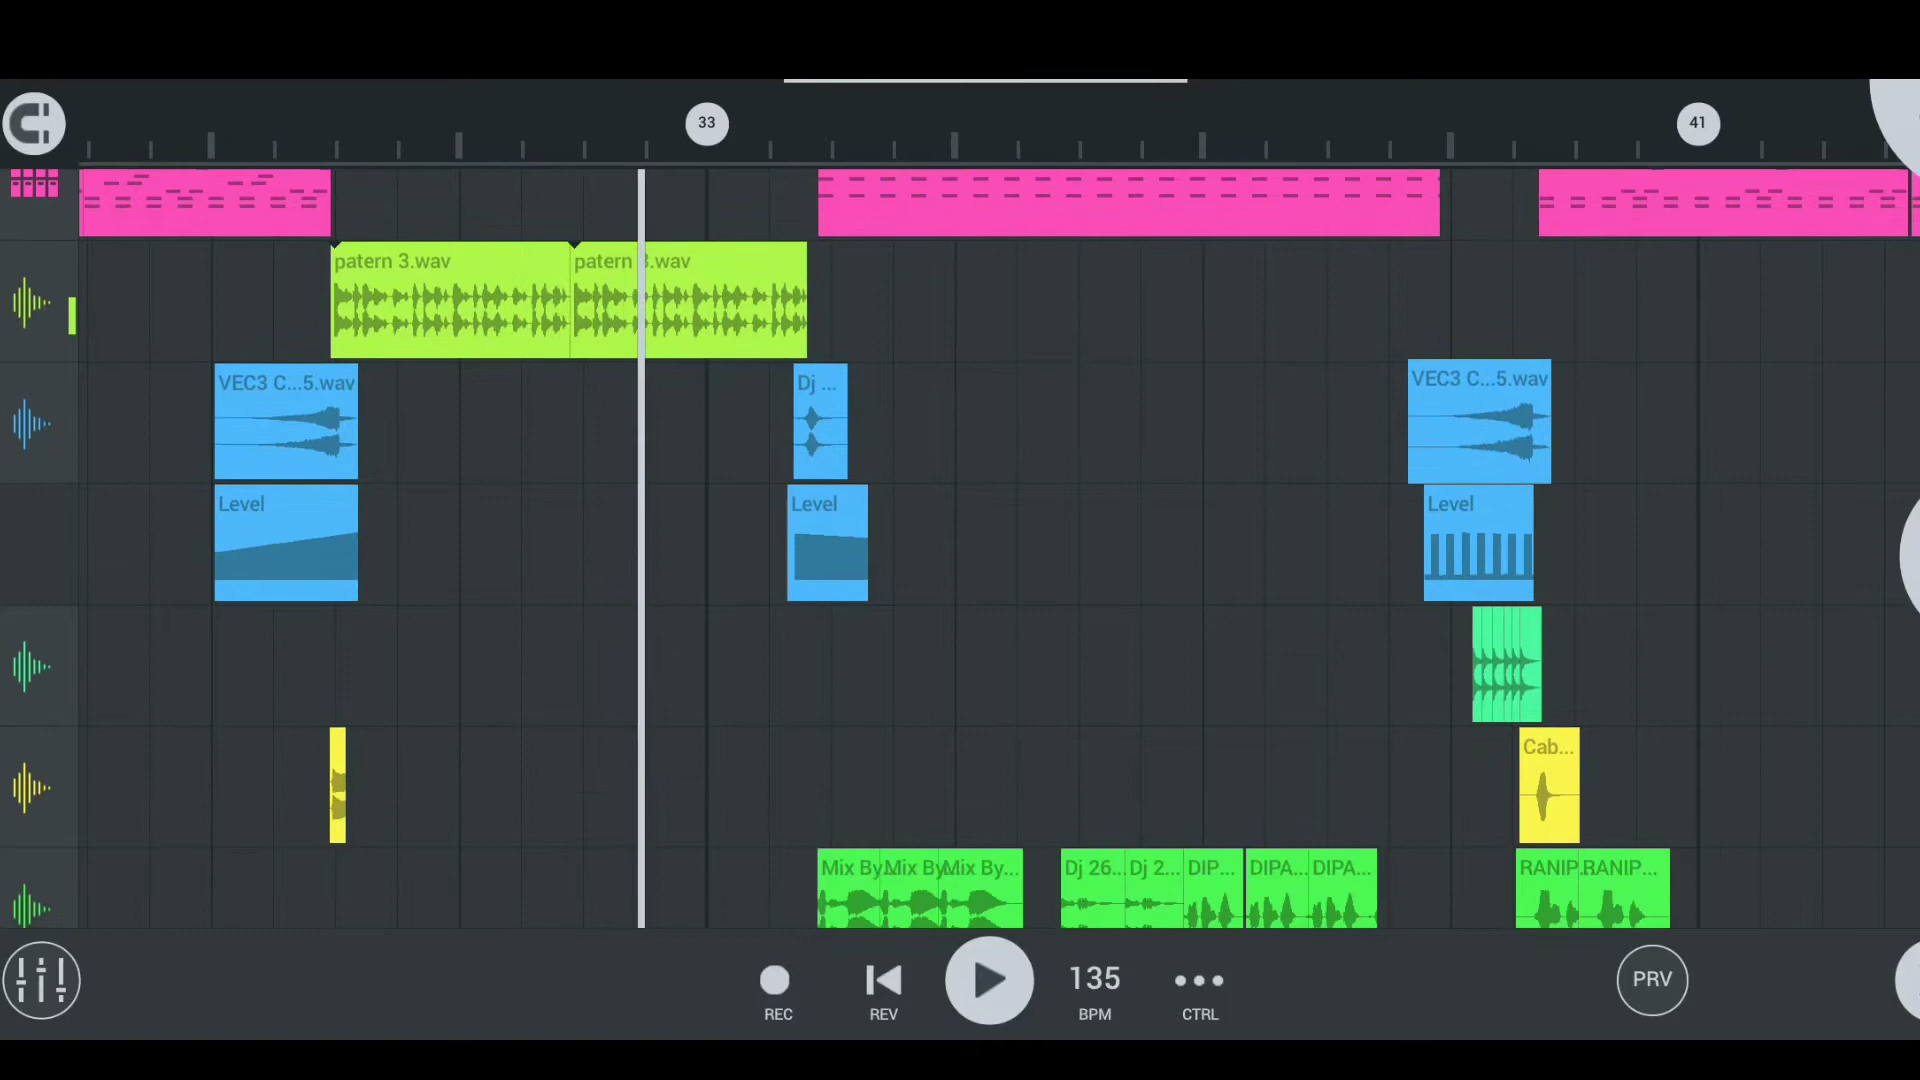 33
41
patern 3.wav
patern 3.wav
VEC3 C...5.wav
Dj ...
VEC3 C...5.wav
Level
Level
Level
Cab...
Mix By...
Mix By...
Mix By...
Dj 26...
Dj 2...
DIP...
DIPA...
DIPA...
RANIP...
RANIP...
135
PRV
REC
REV
BPM
CTRL